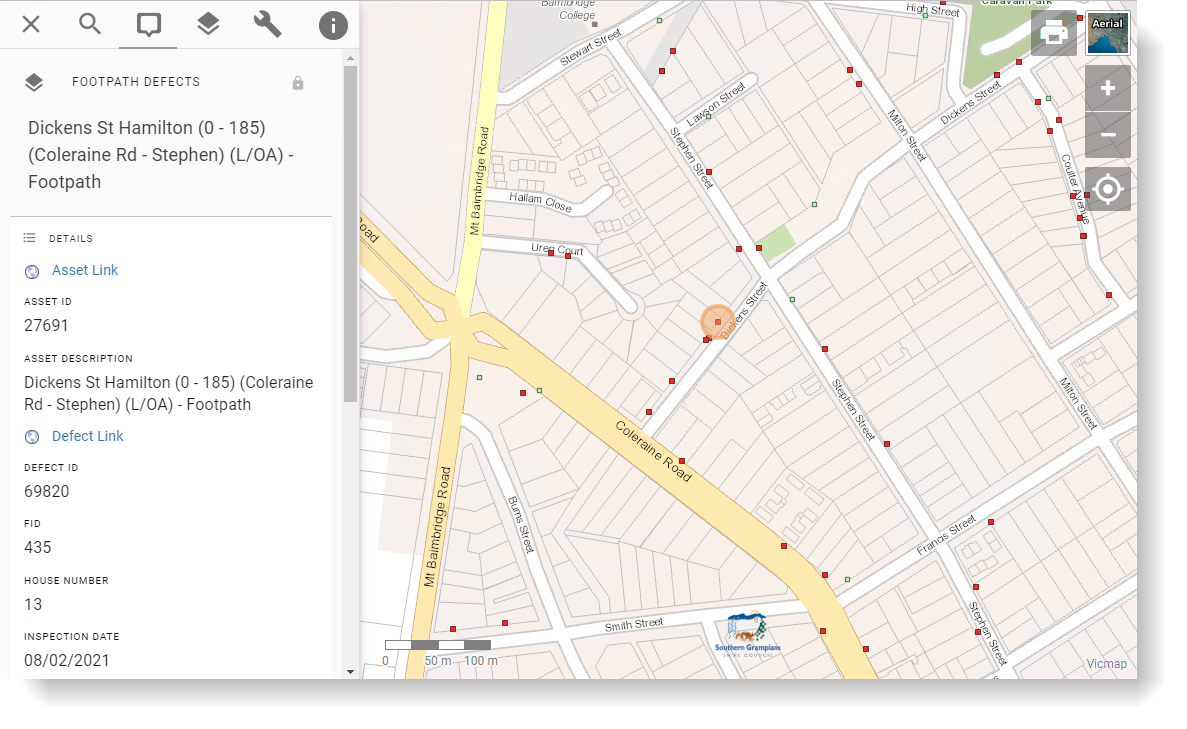 FOOTPATH DEFECTS
Dickens St Hamilton (0 - 185)
(Coleraine Rd - Stephen) (L/OA) -
Footpath
DETAILS
Asset Link
ASSET ID
27691
ASSET DESCRIPTION
Dickens St Hamilton (0 - 185) (Coleraine
Rd - Stephen) (L/OA) - Footpath
Defect Link
DEFECT ID
69820
FID
435
HOUSE NUMBER
13
INSPECTION DATE
08/02/2021
Bainbridge
College
High Street
Caravan Park
Aerial
Stewart Street
Lawson Street
Dickens Street
Milton Street
Stephen Street
Mt Baimbridge Road
Hallam Close
Coulter Avenue
Road
Uren Court
Dickens Street
Stephen Street
Milton Street
Coleraine Road
Mt Baimbridge Road
Burns Street
Francis Street
Stephen Street
Smith Street
Southern Grampians
SHIRE COUNCIL
0 50 m 100 m
Vicmap